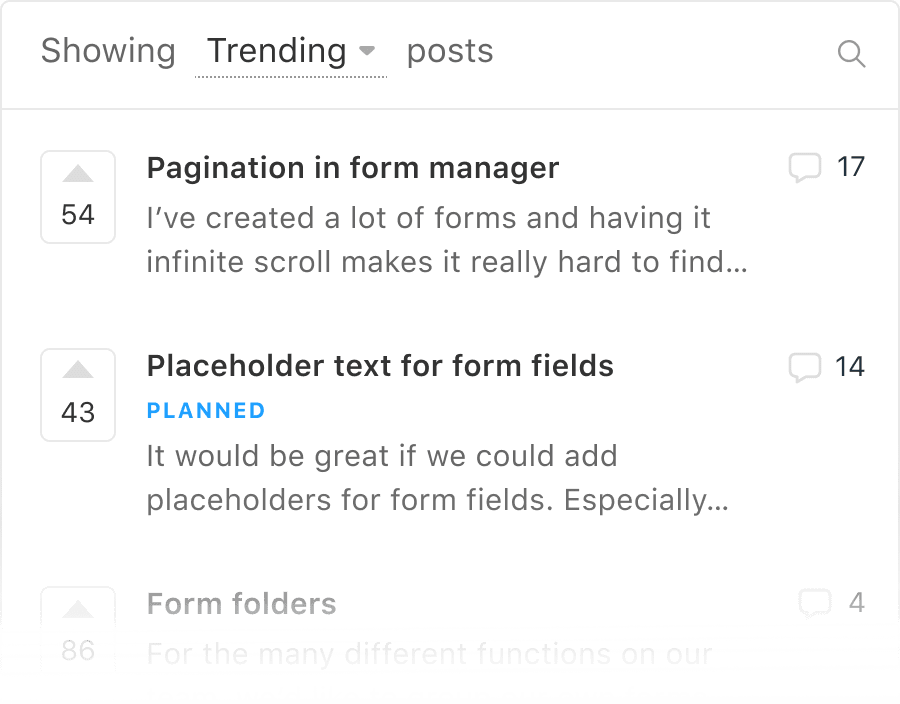 Showing Trending posts
Pagination in form manager
17
54
I’ve created a lot of forms and having it
infinite scroll makes it really hard to find...
Placeholder text for form fields
14
PLANNED
43
It would be great if we could add
placeholders for form fields. Especially...
Form folders
4
86
For the many different functions on our